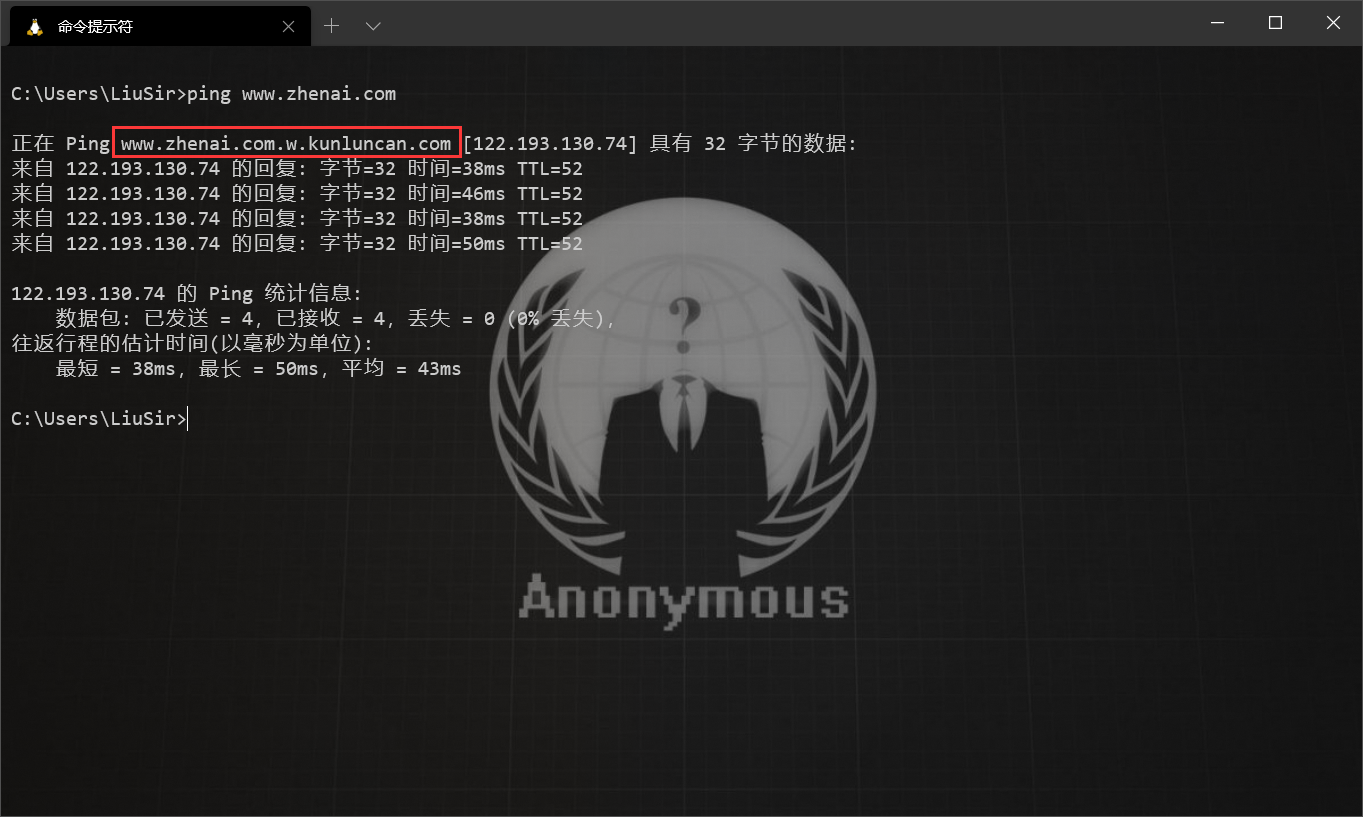 命令提示符
C:\Users\LiuSir>ping www.zhenai.com
正在 Ping www.zhenai.com.w.kunluncan.com [122.193.130.74] 具有 32 字节的数据:
来自 122.193.130.74 的回复: 字节=32 时间=38ms TTL=52
来自 122.193.130.74 的回复: 字节=32 时间=46ms TTL=52
来自 122.193.130.74 的回复: 字节=32 时间=38ms TTL=52
来自 122.193.130.74 的回复: 字节=32 时间=50ms TTL=52
122.193.130.74 的 Ping 统计信息:
数据包: 已发送 = 4, 已接收 = 4, 丢失 = 0 (0% 丢失),
往返行程的估计时间(以毫秒为单位):
最短 = 38ms, 最长 = 50ms, 平均 = 43ms
C:\Users\LiuSir>
?
Anonymous